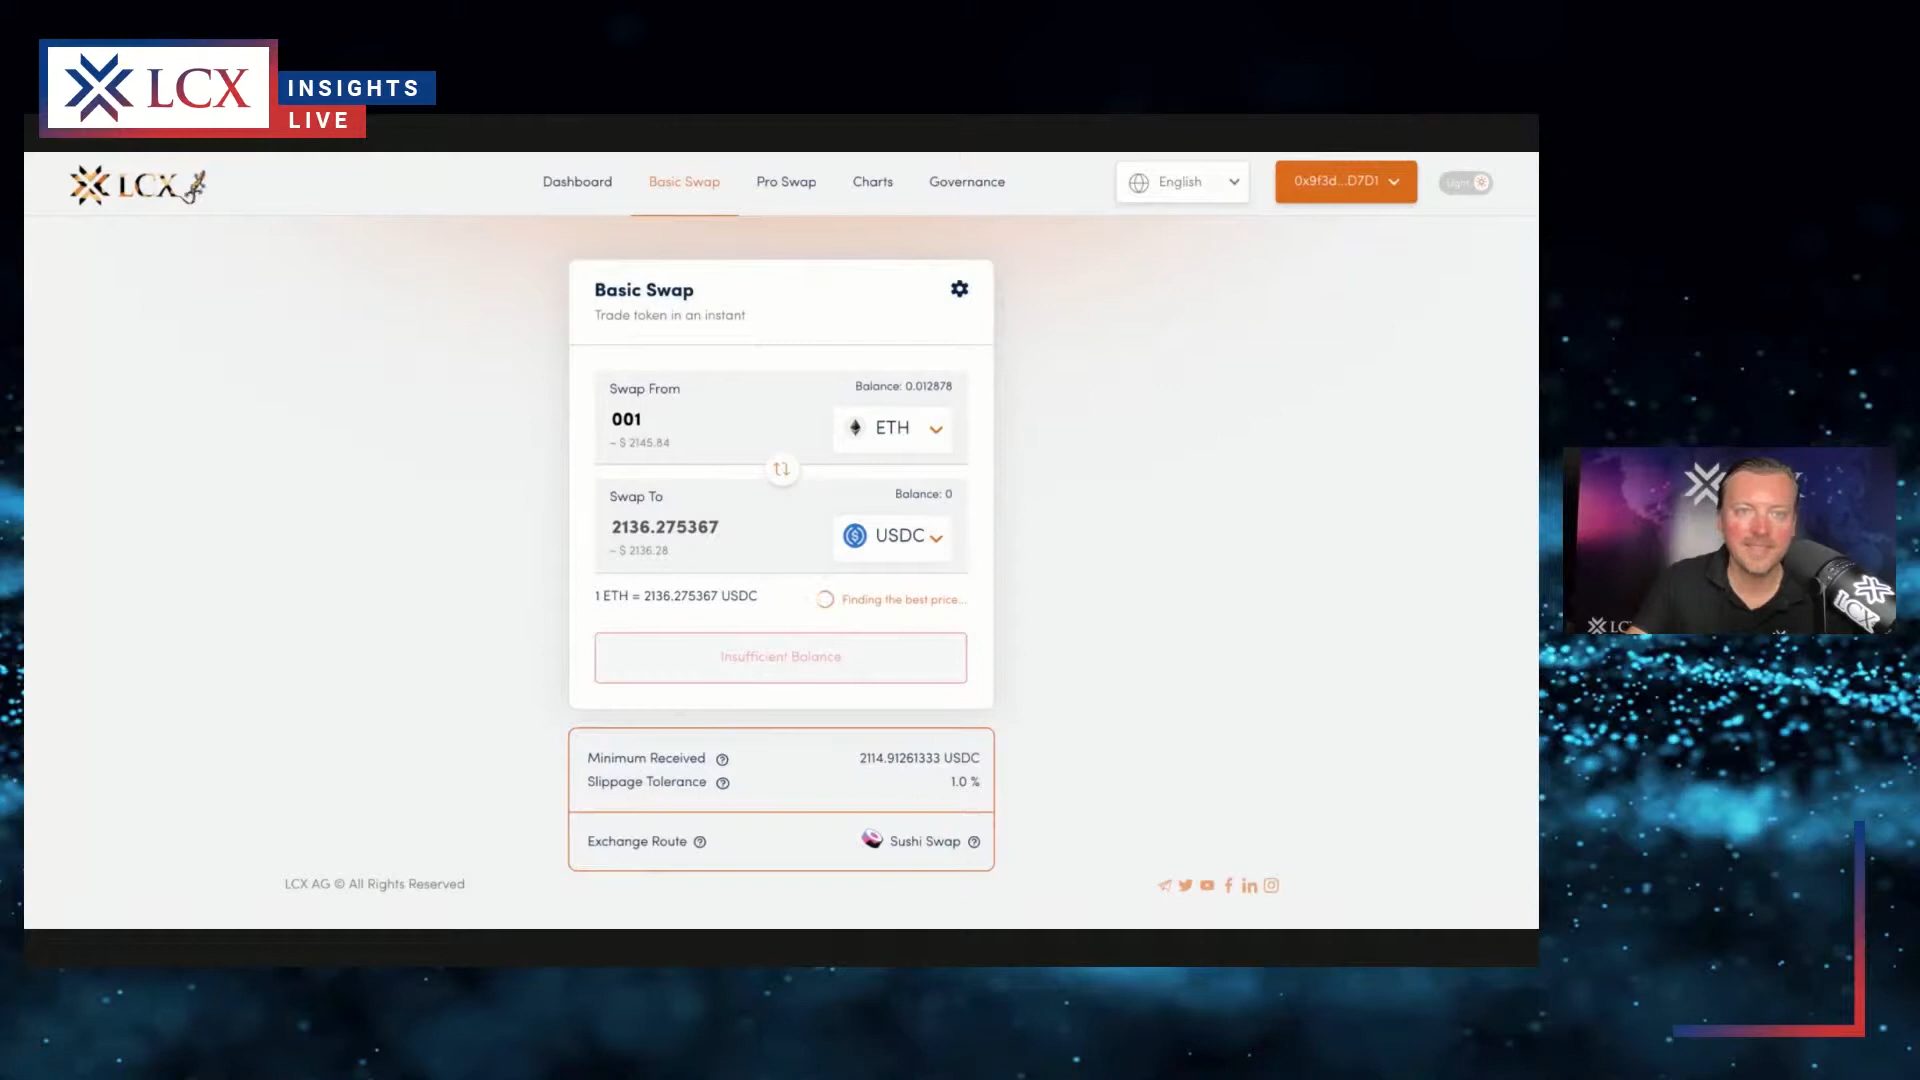 LCX
INSIGHTS
LIVE
LCX
Dashboard
Basic Swap
Pro Swap
Charts
Governance
English
0x9f3d...D7D1
Light
Basic Swap
Trade token in an instant
Swap From
Balance: 0.012878
001
ETH
~ $ 2145.84
Swap To
Balance: 0
2136.275367
USDC
~ $ 2136.28
1 ETH = 2136.275367 USDC
Finding the best price...
Insufficient Balance
Minimum Received
2114.91261333 USDC
Slippage Tolerance
1.0 %
Exchange Route
Sushi Swap
LCX AG © All Rights Reserved
LCX